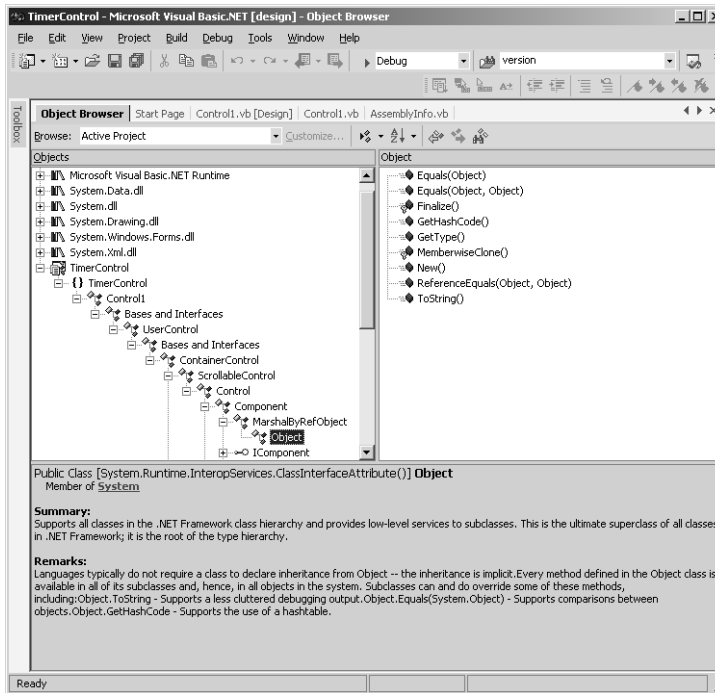 TimerControl - Microsoft Visual Basic.NET [design] - Object Browser
File Edit View Project Build Debug Tools Window Help
Debug version
Toolbox
Object Browser Start Page Control1.vb [Design] Control1.vb AssemblyInfo.vb
Browse: Active Project Customize...
Objects
Microsoft Visual Basic.NET Runtime
System.Data.dll
System.dll
System.Drawing.dll
System.Windows.Forms.dll
System.Xml.dll
TimerControl
{} TimerControl
Control1
Bases and Interfaces
UserControl
Bases and Interfaces
ContainerControl
ScrollableControl
Control
Component
MarshalByRefObject
Object
IComponent
Object
Equals(Object)
Equals(Object, Object)
Finalize()
GetHashCode()
GetType()
MemberwiseClone()
New()
ReferenceEquals(Object, Object)
ToString()
Public Class [System.Runtime.InteropServices.ClassInterfaceAttribute()] Object
Member of System
Summary:
Supports all classes in the .NET Framework class hierarchy and provides low-level services to subclasses. This is the ultimate superclass of all classes
in .NET Framework; it is the root of the type hierarchy.
Remarks:
Languages typically do not require a class to declare inheritance from Object -- the inheritance is implicit.Every method defined in the Object class is
available in all of its subclasses and, hence, in all objects in the system. Subclasses can and do override some of these methods,
including:Object.ToString - Supports a less cluttered debugging output.Object.Equals(System.Object) - Supports comparisons between
objects.Object.GetHashCode - Supports the use of a hashtable.
Ready